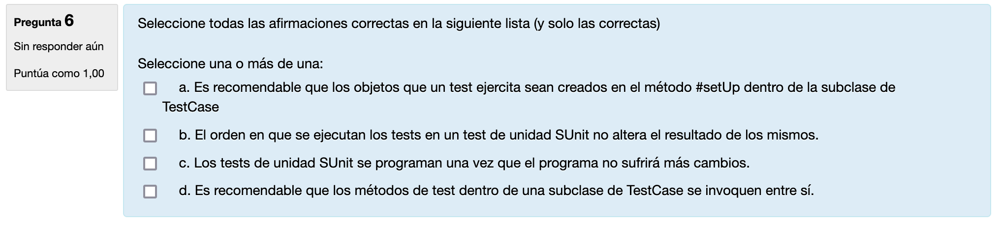 Pregunta 6
Sin responder aún
Puntúa como 1,00
Seleccione todas las afirmaciones correctas en la siguiente lista (y solo las correctas)
Seleccione una o más de una:
a. Es recomendable que los objetos que un test ejercita sean creados en el método #setUp dentro de la subclase de
TestCase
b. El orden en que se ejecutan los tests en un test de unidad SUnit no altera el resultado de los mismos.
c. Los tests de unidad SUnit se programan una vez que el programa no sufrirá más cambios.
d. Es recomendable que los métodos de test dentro de una subclase de TestCase se invoquen entre sí.